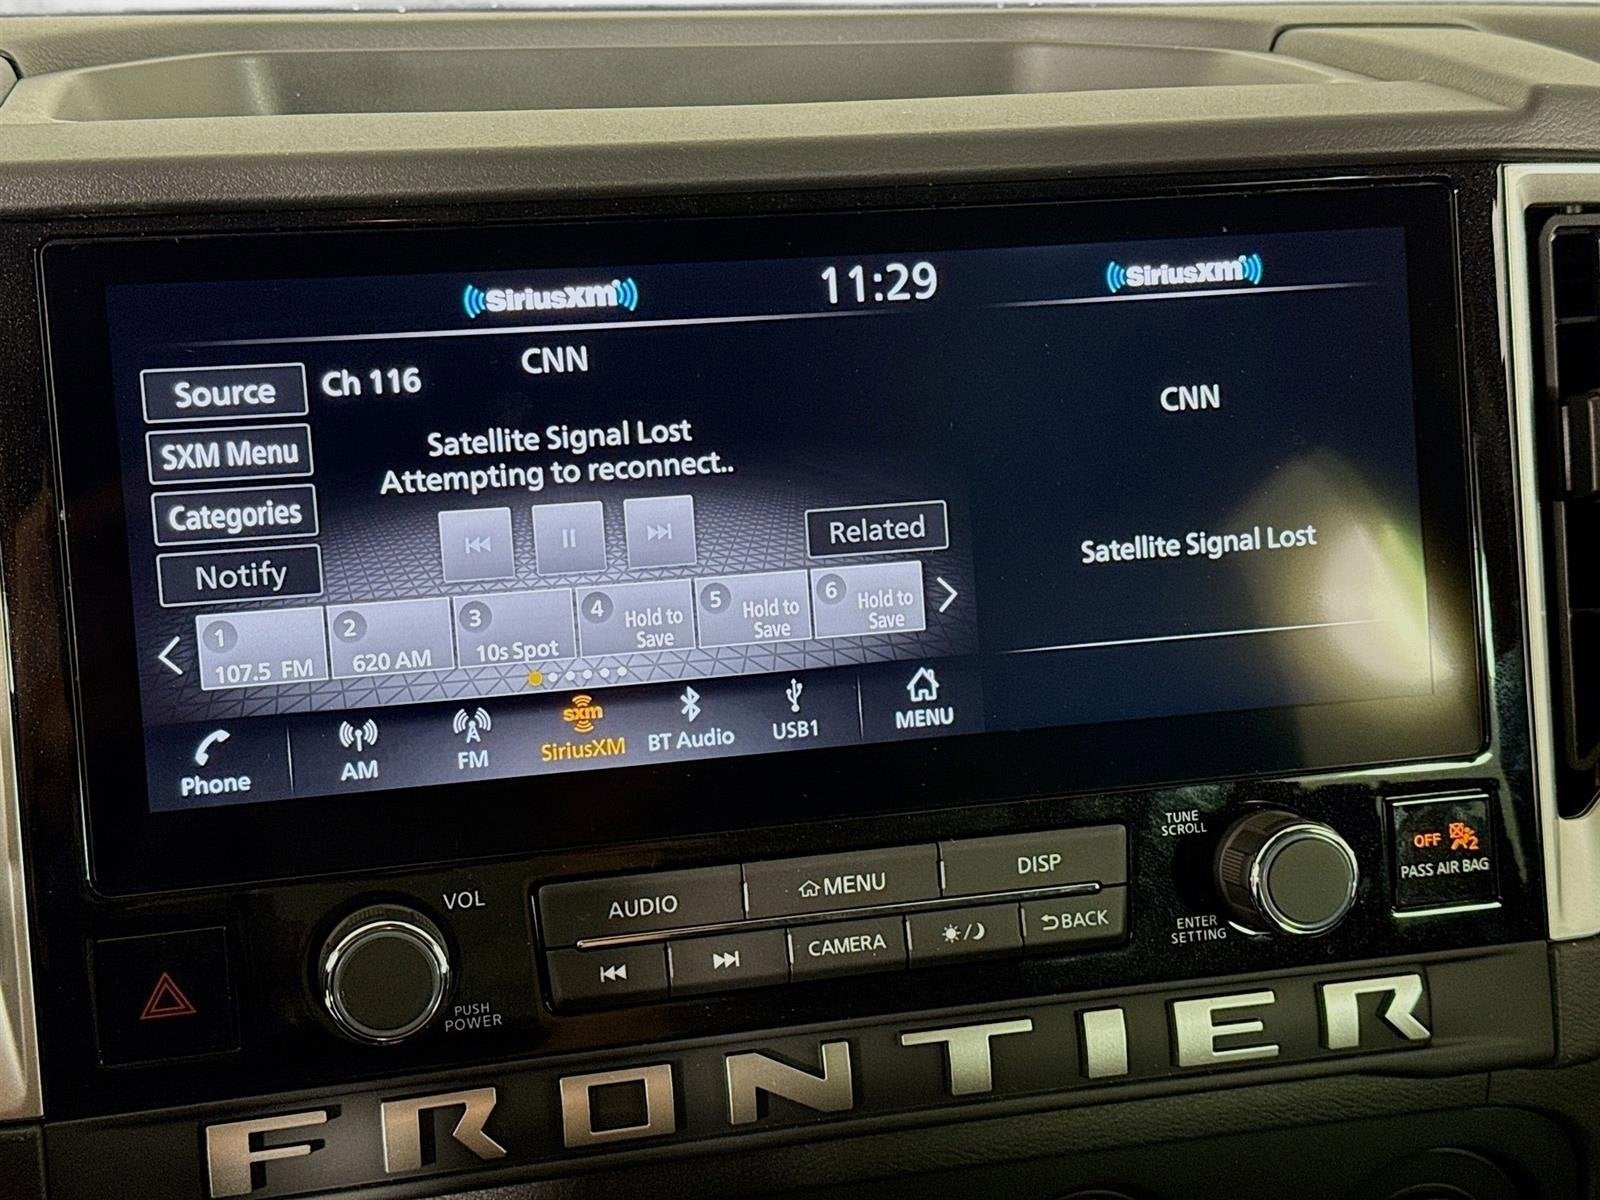 SiriusXM
11:29
SiriusXM
CNN
Source
Ch 116
CNN
SXM Menu
Satellite Signal Lost
Attempting to reconnect..
Categories
Notify
Related
Satellite Signal Lost
1
107.5 FM
2
620 AM
3
10s Spot
4
Hold to
Save
5
Hold to
Save
6
Hold to
Save
Phone
AM
FM
sxm
SiriusXM
BT Audio
USB1
MENU
VOL
PUSH
POWER
AUDIO
MENU
DISP
CAMERA
BACK
TUNE
SCROLL
ENTER
SETTING
OFF
2
PASS AIR BAG
FRONTIER